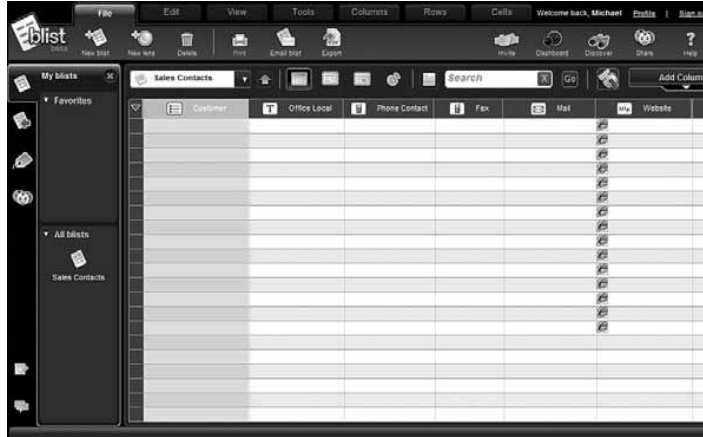 File Edit View Tools Columns Rows Cells Welcome back, Michael Profile |
blist
beta
New blist New lens Delete Print Email blist Export Invite Dashboard Discover Share Help
My blists Sales Contacts Search X Go
Favorites
Customer T Office Local Phone Contact Fax Mail Website
All blists
Sales Contacts